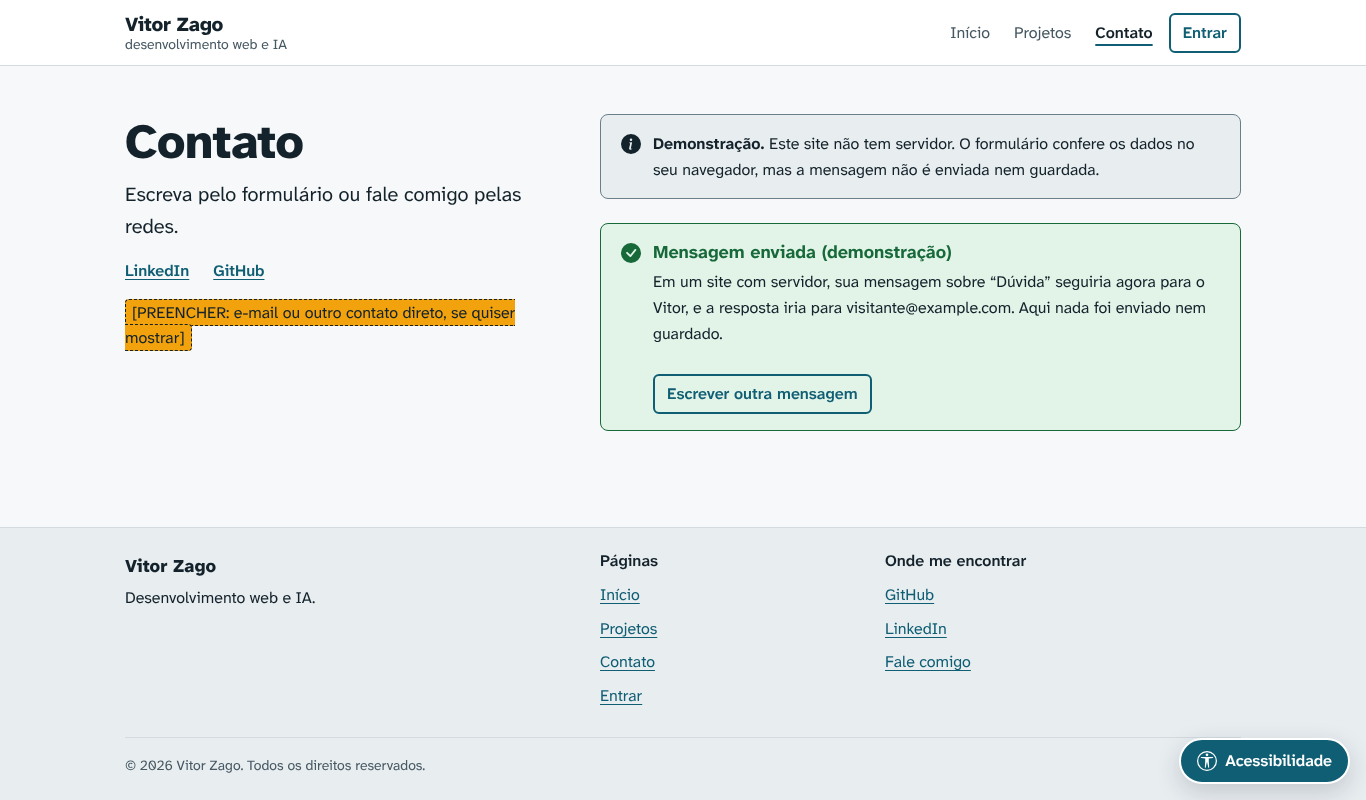 Vitor Zago
desenvolvimento web e IA
Início
Projetos
Contato
Entrar
Contato
Escreva pelo formulário ou fale comigo pelas
redes.
LinkedIn
GitHub
[PREENCHER: e-mail ou outro contato direto, se quiser
mostrar]
Demonstração. Este site não tem servidor. O formulário confere os dados no
seu navegador, mas a mensagem não é enviada nem guardada.
Mensagem enviada (demonstração)
Em um site com servidor, sua mensagem sobre “Dúvida” seguiria agora para o
Vitor, e a resposta iria para visitante@example.com. Aqui nada foi enviado nem
guardado.
Escrever outra mensagem
Vitor Zago
Desenvolvimento web e IA.
Páginas
Início
Projetos
Contato
Entrar
Onde me encontrar
GitHub
LinkedIn
Fale comigo
© 2026 Vitor Zago. Todos os direitos reservados.
Acessibilidade